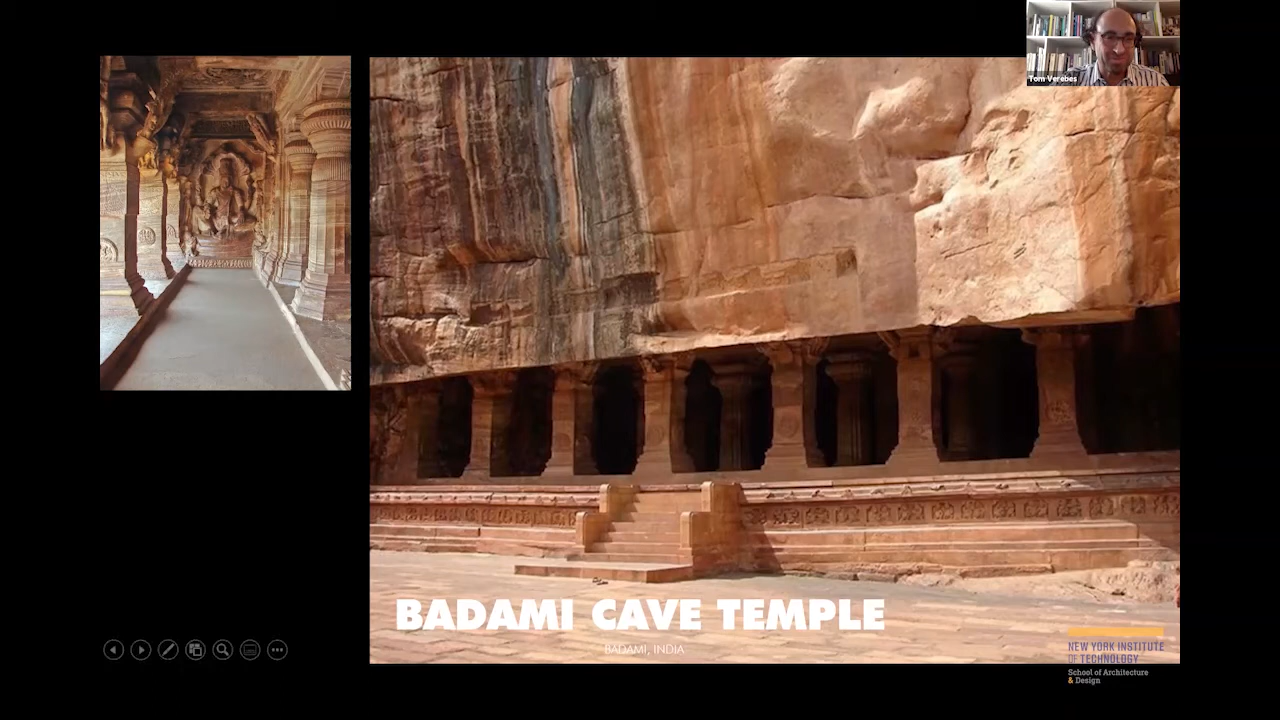 Tom Verebes
BADAMI CAVE TEMPLE
BADAMI, INDIA
NEW YORK INSTITUTE
OF TECHNOLOGY
School of Architecture
& Design